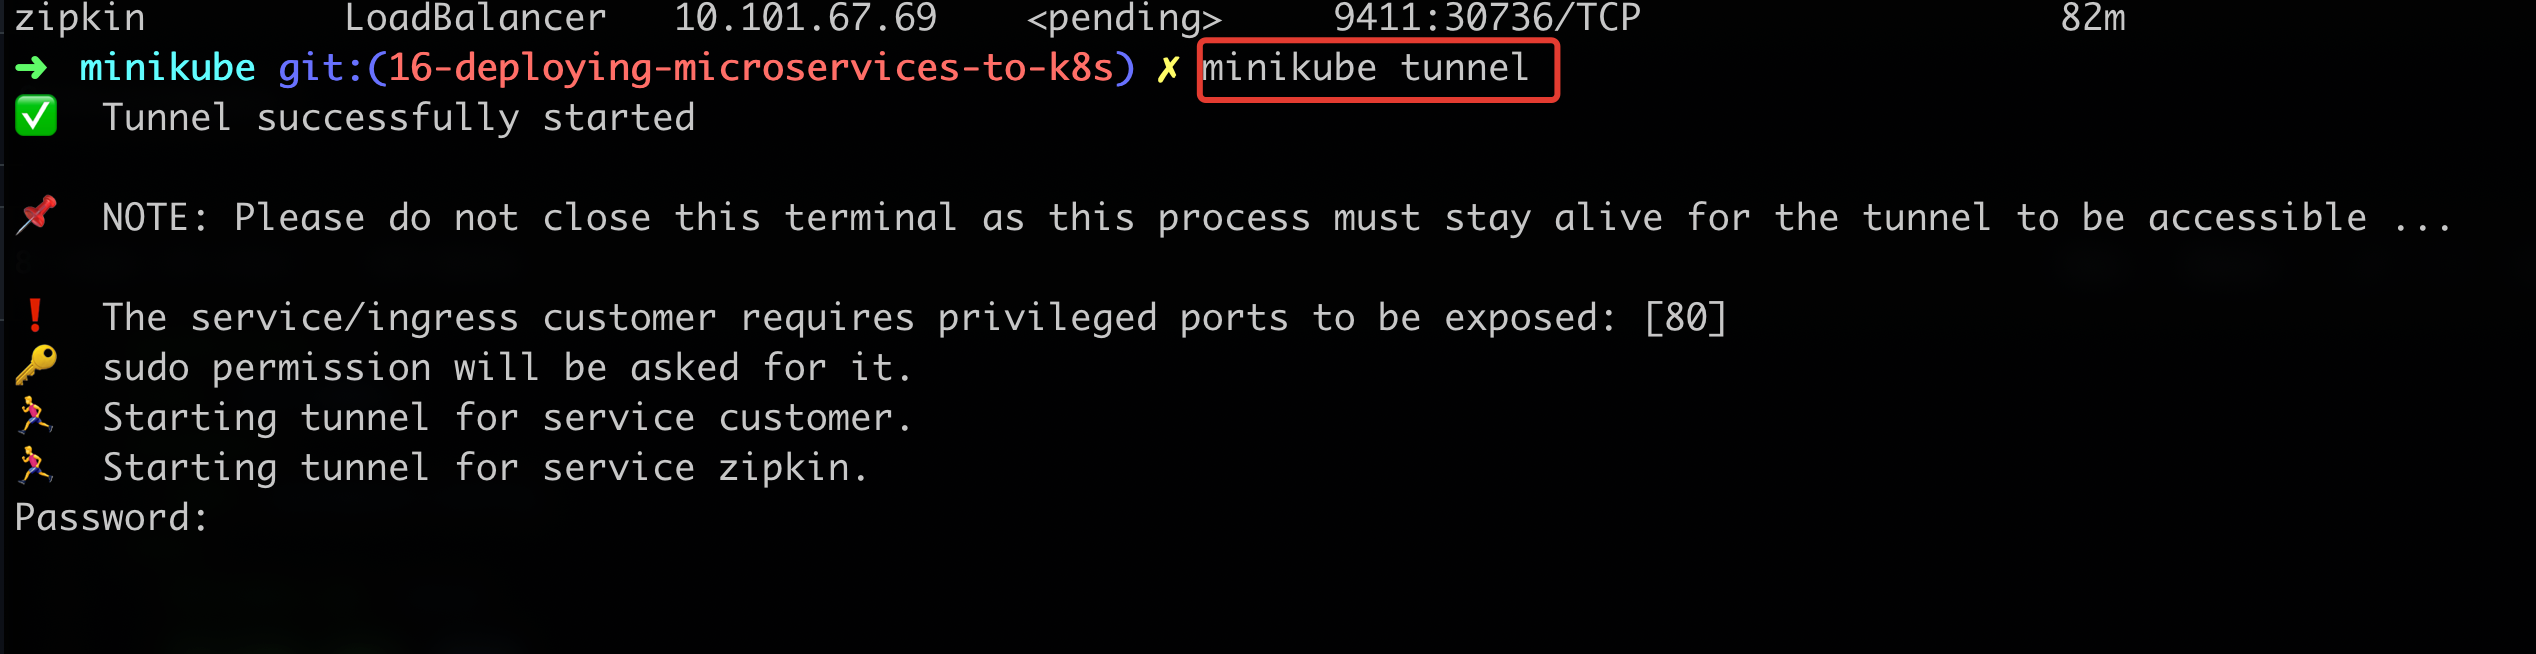 zipkin LoadBalancer 10.101.67.69 <pending> 9411:30736/TCP 82m
➜ minikube git:(16-deploying-microservices-to-k8s) ✗ minikube tunnel
✅ Tunnel successfully started
📌 NOTE: Please do not close this terminal as this process must stay alive for the tunnel to be accessible ...
❗ The service/ingress customer requires privileged ports to be exposed: [80]
🔑 sudo permission will be asked for it.
🏃 Starting tunnel for service customer.
🏃 Starting tunnel for service zipkin.
Password: